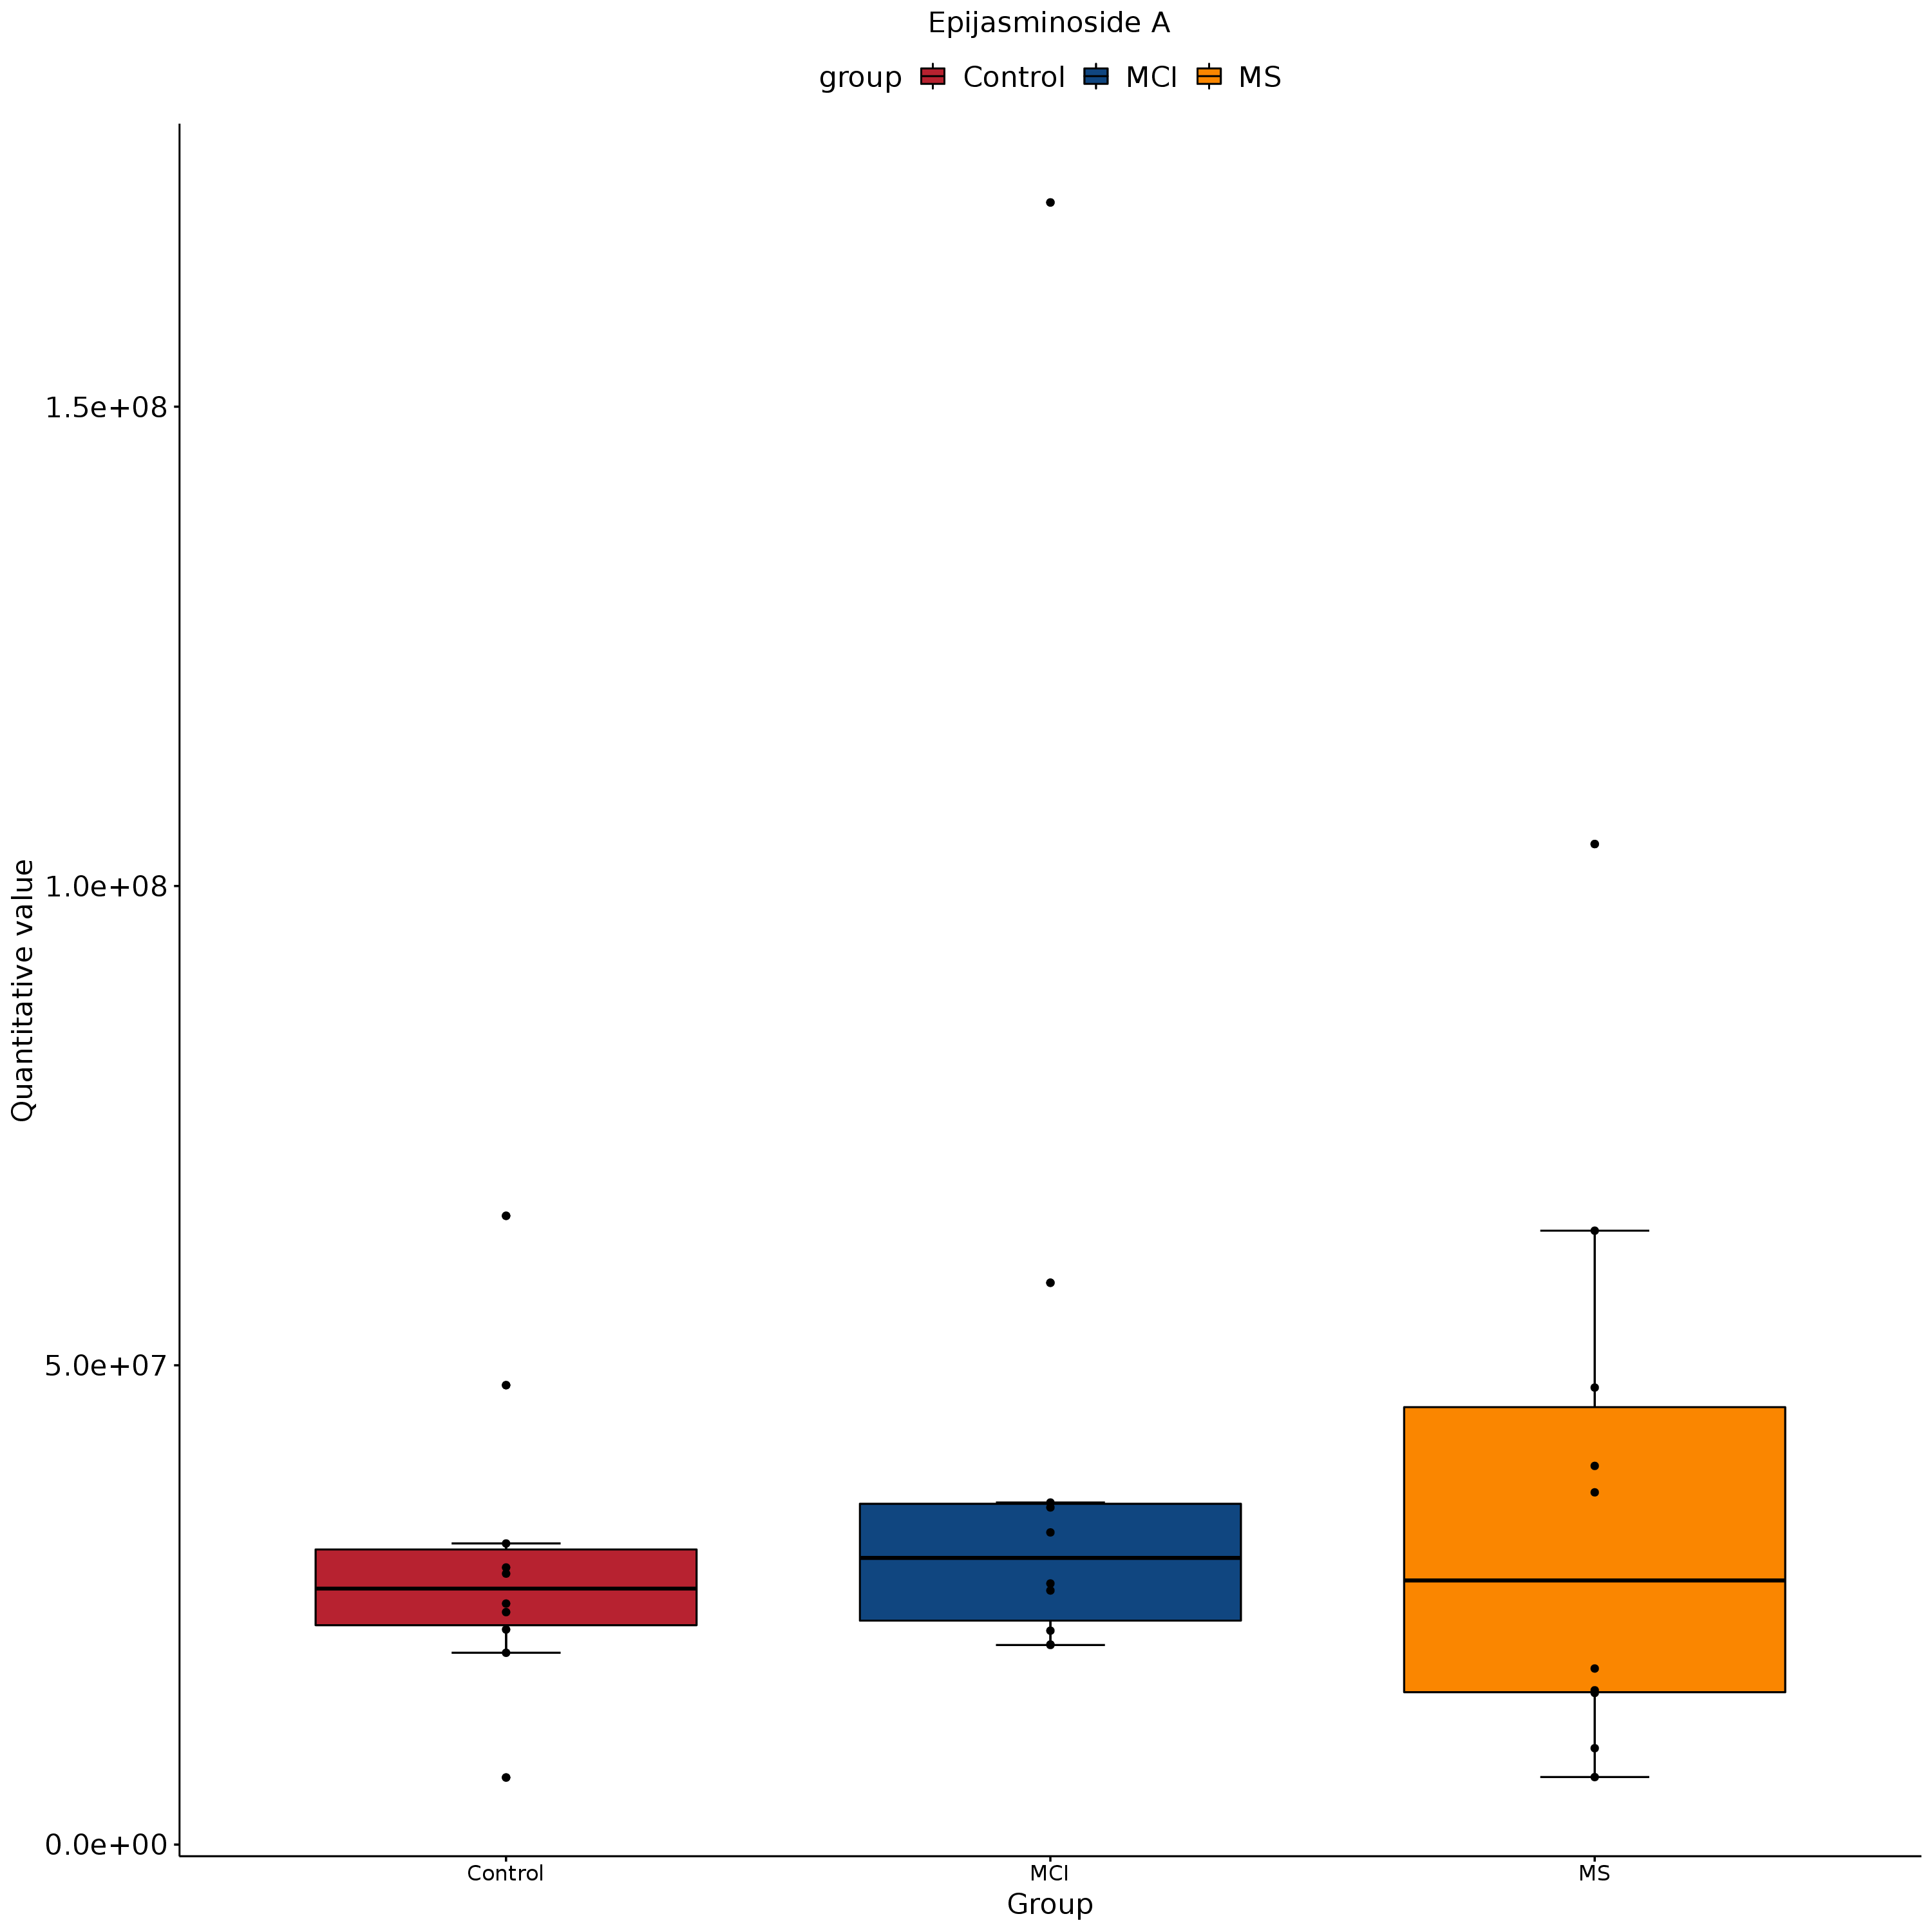 Epijasminoside A
group Control MCI MS
Quantitative value
1.5e+08
1.0e+08
5.0e+07
0.0e+00
Control MCI MS
Group